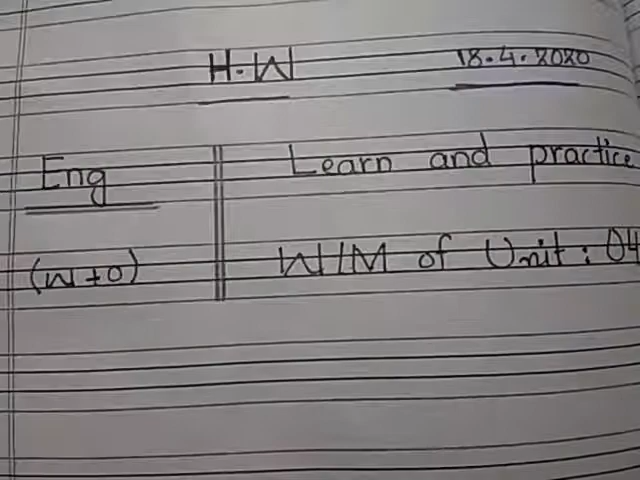 H.W 18.4.2020
Eng Learn and practice
(W+O) W/M of Unit: 04